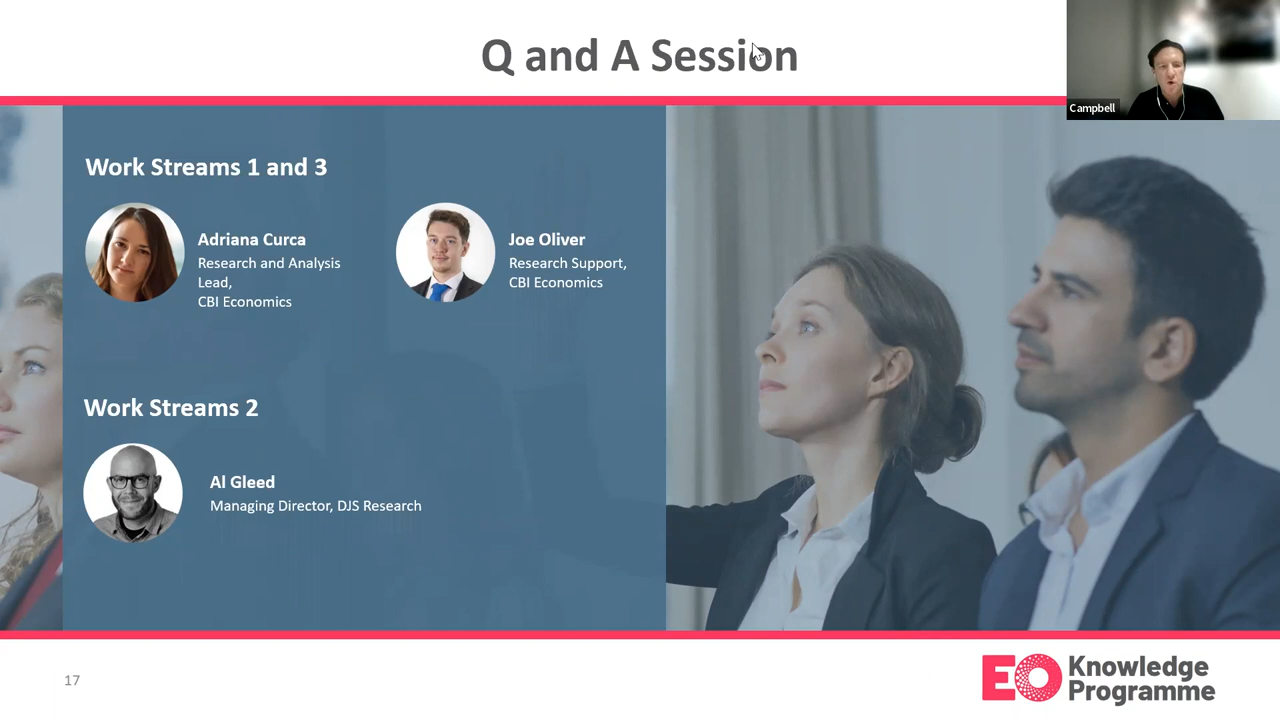 Q and A Session
Campbell
Work Streams 1 and 3
Adriana Curca
Research and Analysis
Lead,
CBI Economics
Joe Oliver
Research Support,
CBI Economics
Work Streams 2
Al Gleed
Managing Director, DJS Research
17
EO Knowledge
Programme